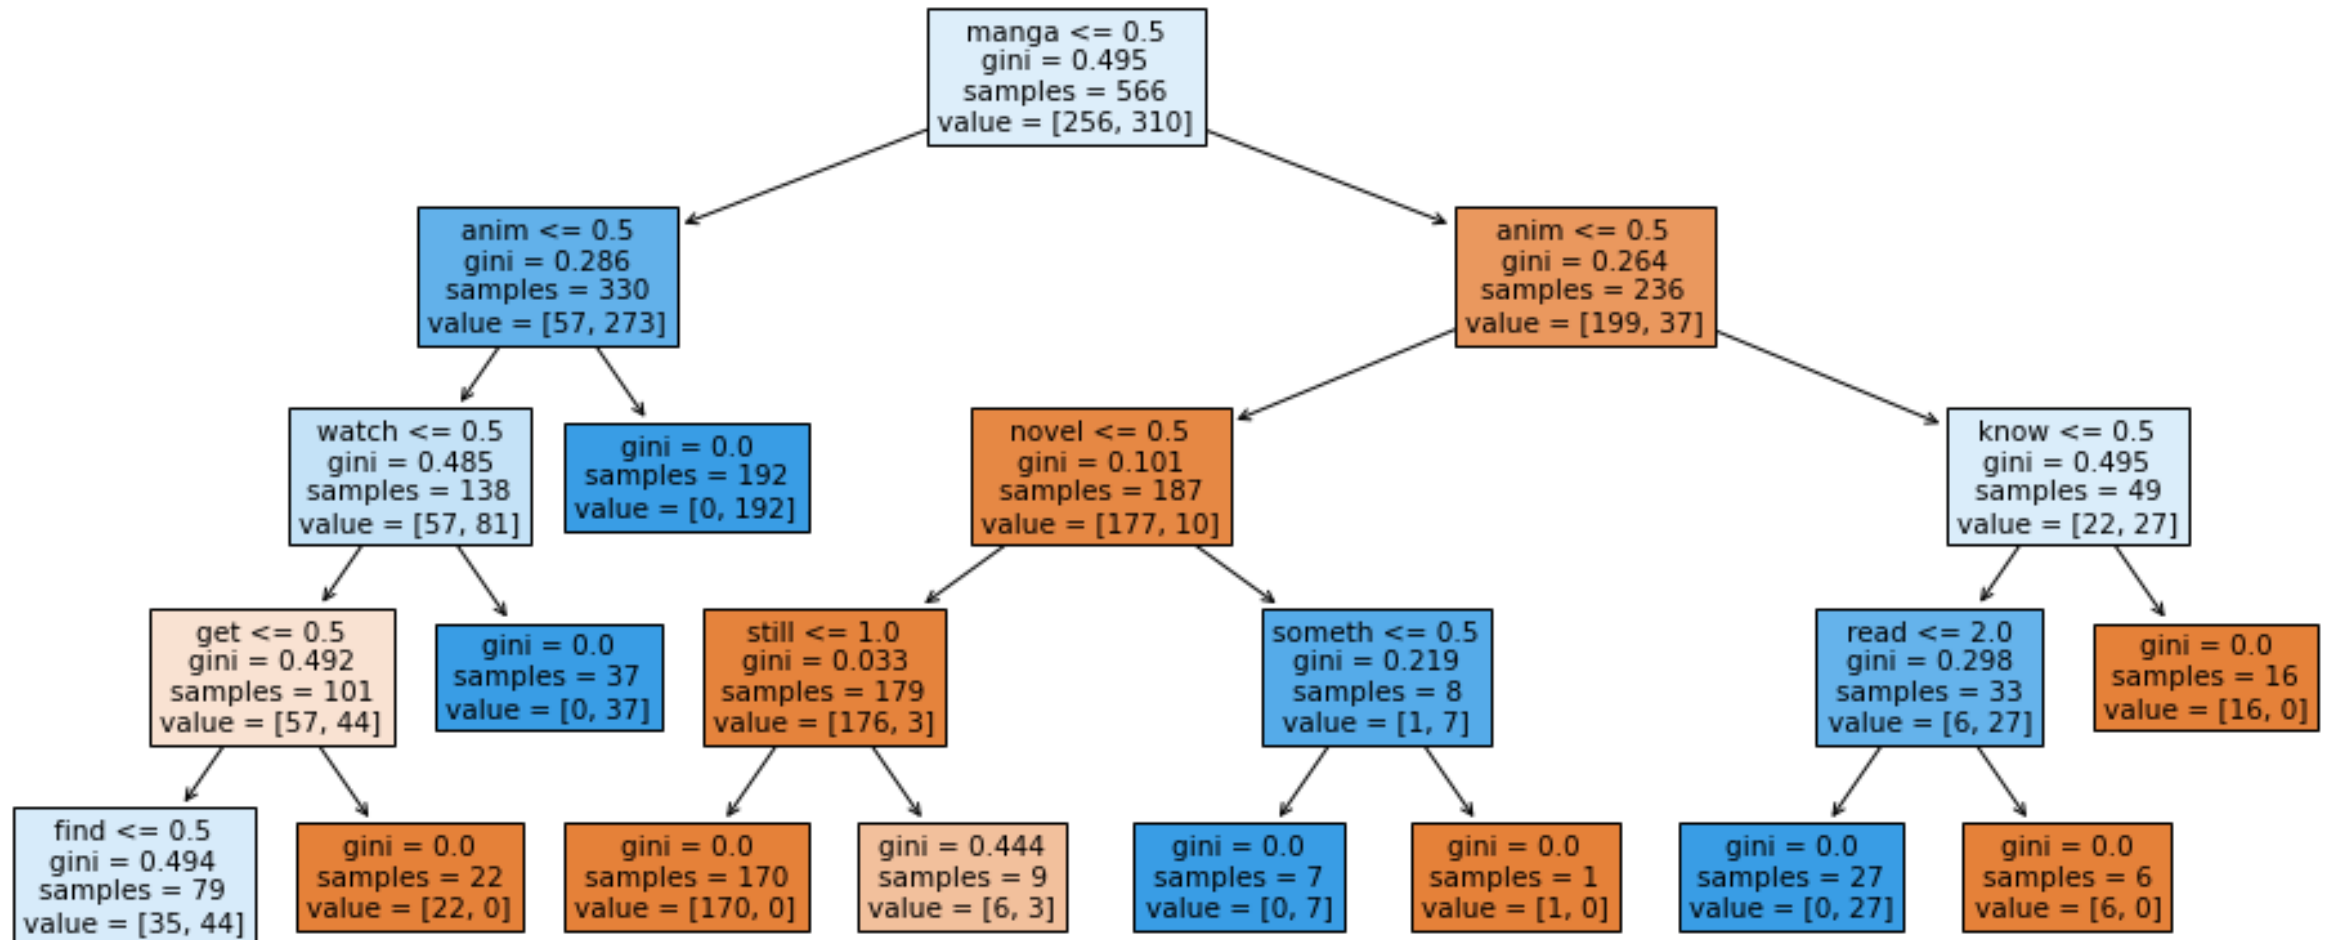 manga <= 0.5
gini = 0.495
samples = 566
value = [256, 310]
anim <= 0.5
gini = 0.286
samples = 330
value = [57, 273]
anim <= 0.5
gini = 0.264
samples = 236
value = [199, 37]
watch <= 0.5
gini = 0.485
samples = 138
value = [57, 81]
gini = 0.0
samples = 192
value = [0, 192]
novel <= 0.5
gini = 0.101
samples = 187
value = [177, 10]
know <= 0.5
gini = 0.495
samples = 49
value = [22, 27]
get <= 0.5
gini = 0.492
samples = 101
value = [57, 44]
gini = 0.0
samples = 37
value = [0, 37]
still <= 1.0
gini = 0.033
samples = 179
value = [176, 3]
someth <= 0.5
gini = 0.219
samples = 8
value = [1, 7]
read <= 2.0
gini = 0.298
samples = 33
value = [6, 27]
gini = 0.0
samples = 16
value = [16, 0]
find <= 0.5
gini = 0.494
samples = 79
value = [35, 44]
gini = 0.0
samples = 22
value = [22, 0]
gini = 0.0
samples = 170
value = [170, 0]
gini = 0.444
samples = 9
value = [6, 3]
gini = 0.0
samples = 7
value = [0, 7]
gini = 0.0
samples = 1
value = [1, 0]
gini = 0.0
samples = 27
value = [0, 27]
gini = 0.0
samples = 6
value = [6, 0]